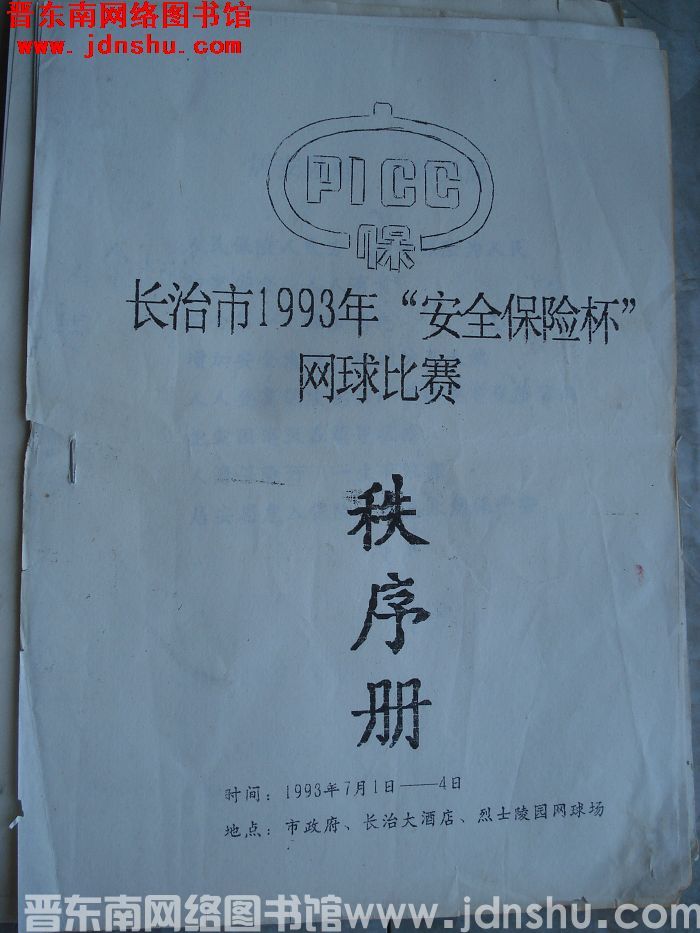 晋东南网络图书馆
www.jdnshu.com
PICC
保
长治市1993年“安全保险杯”
网球比赛
秩
序
册
时间：1993年7月1日——4日
地点：市政府、长治大酒店、烈士陵园网球场
晋东南网络图书馆www.jdnshu.com